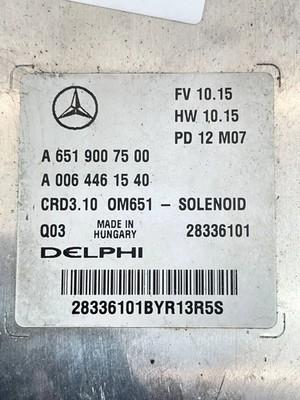 FV 10.15
HW 10.15
PD 12 M07
A 651 900 75 00
A 006 446 15 40
CRD3.10 OM651 – SOLENOID
Q03 MADE IN HUNGARY 28336101
DELPHI
28336101BYR13R5S